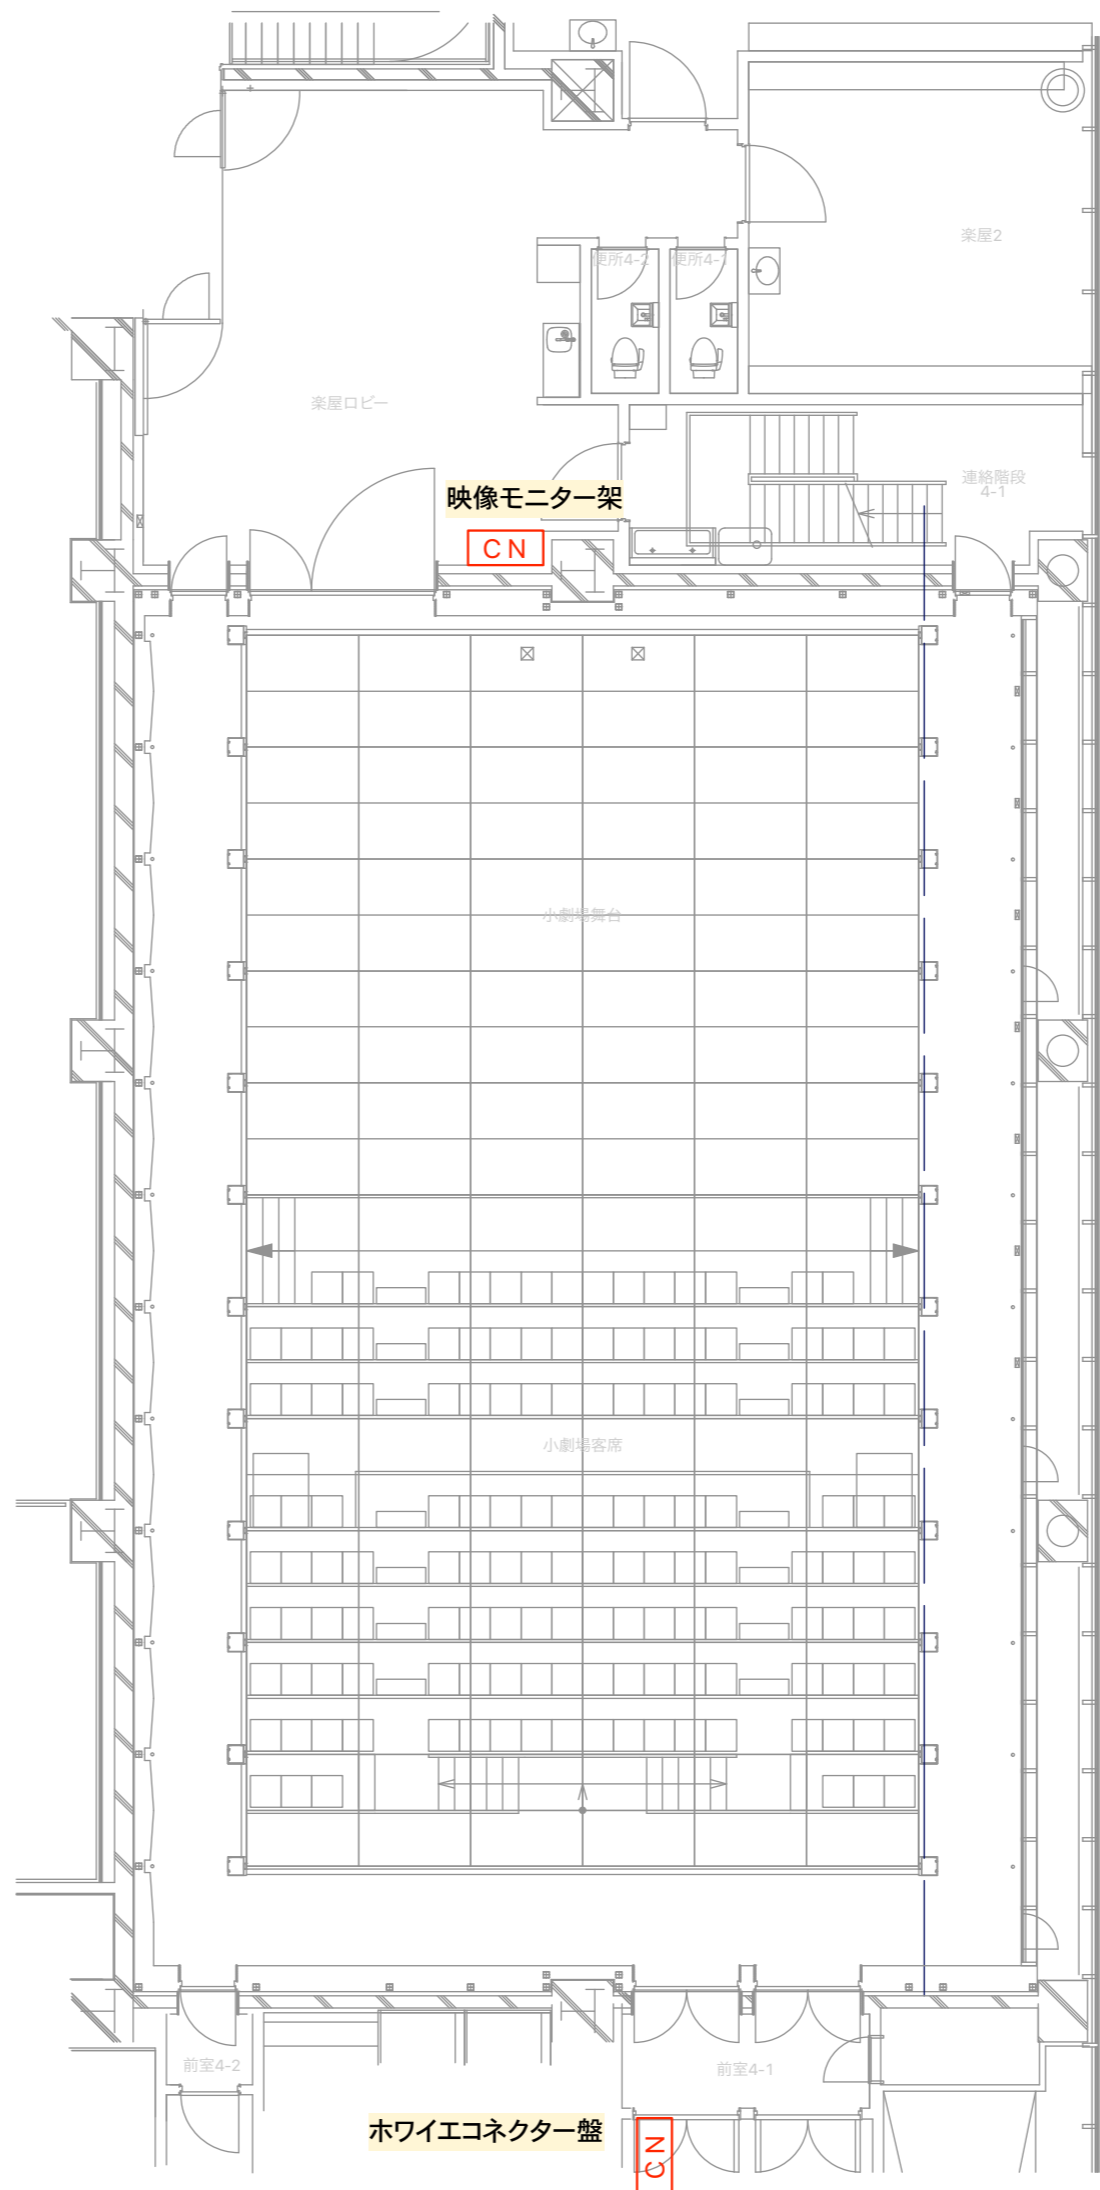 楽屋2
便所4-2
便所4-1
楽屋ロビー
連絡階段
4-1
映像モニター架
CN
小劇場舞台
小劇場客席
前室4-2
前室4-1
ホワイエコネクター盤
CN